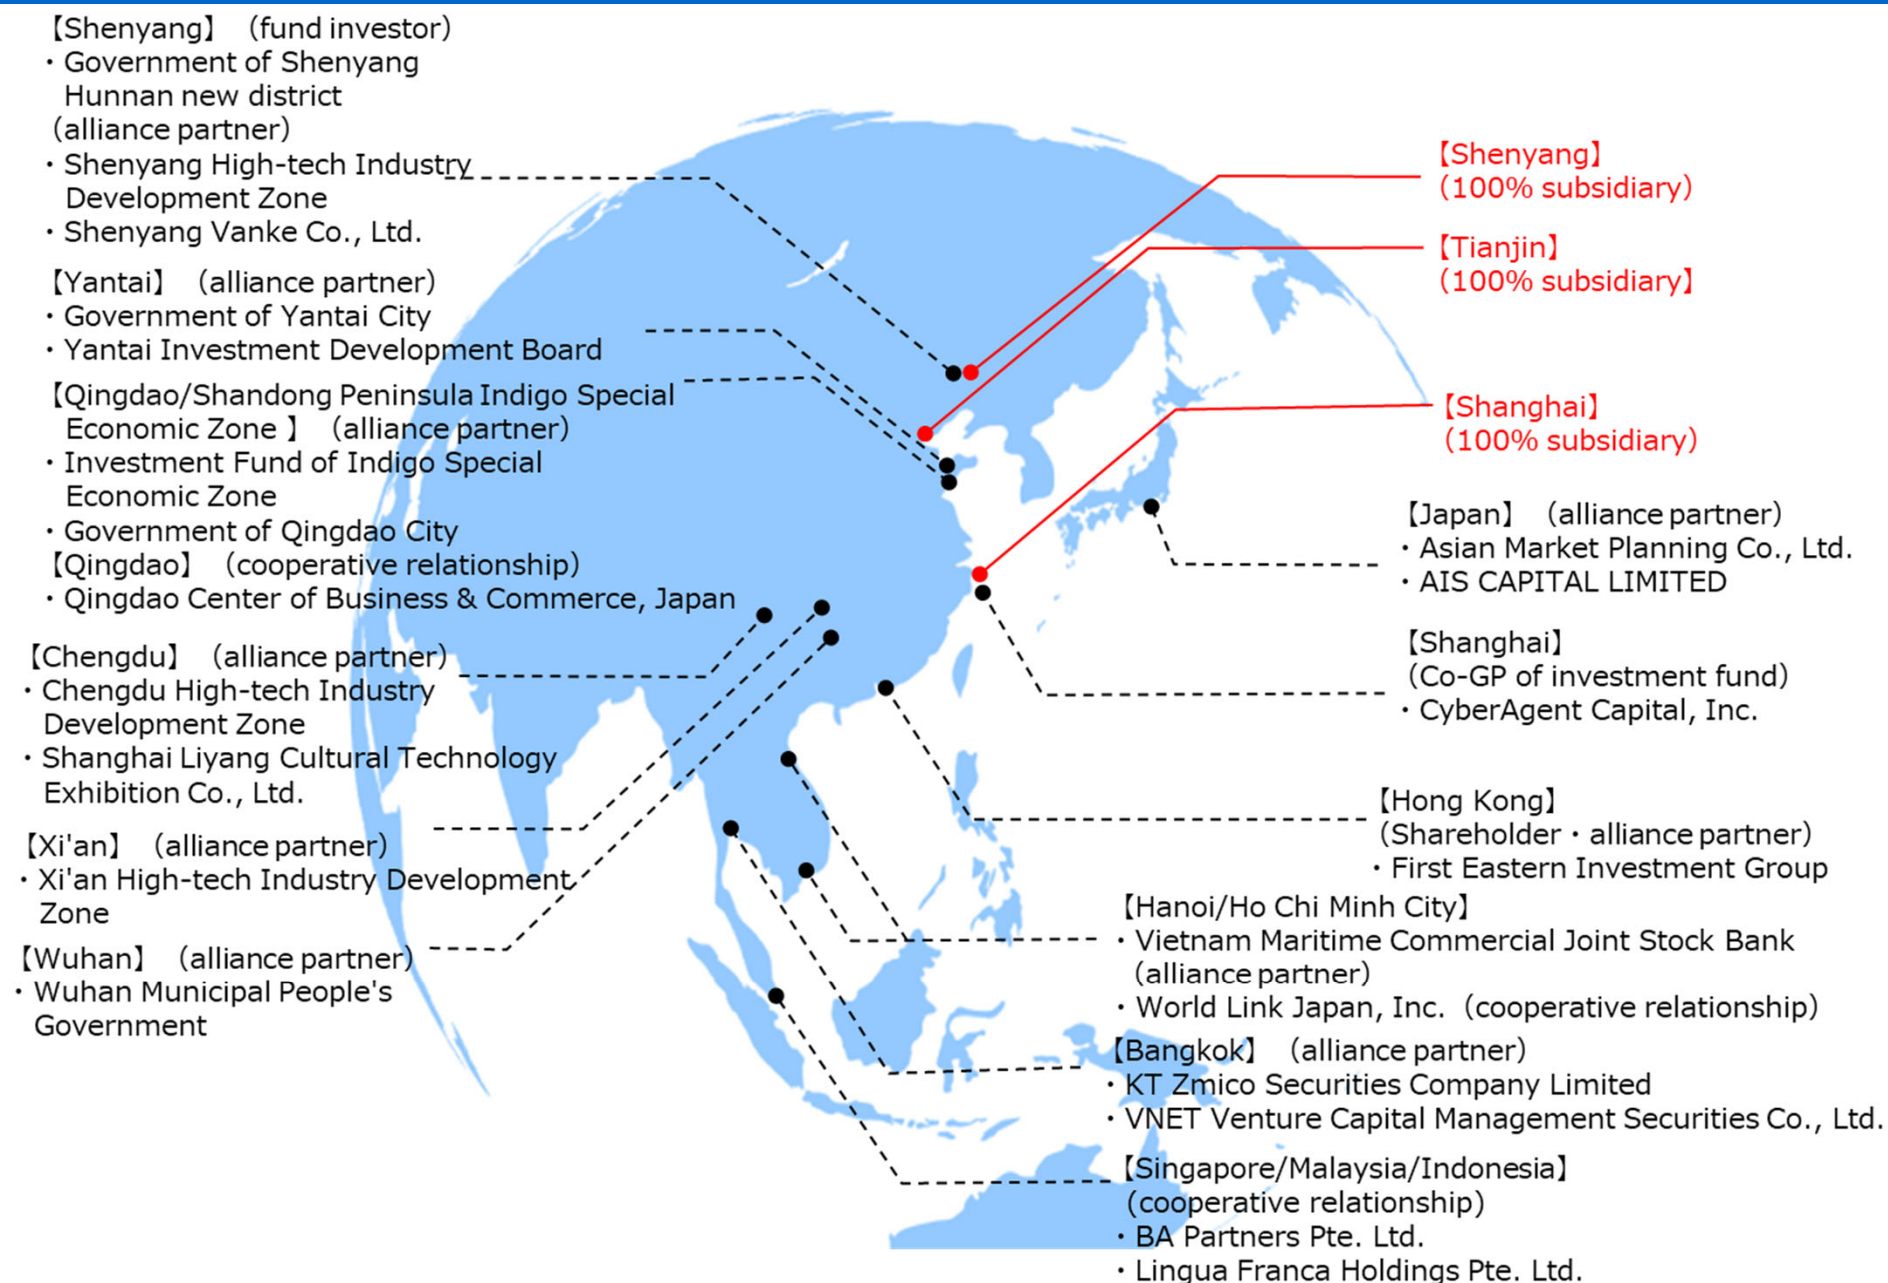 【Shenyang】（fund investor）
・Government of Shenyang
Hunnan new district
（alliance partner）
・Shenyang High-tech Industry
Development Zone
・Shenyang Vanke Co., Ltd.
【Yantai】（alliance partner）
・Government of Yantai City
・Yantai Investment Development Board
【Qingdao/Shandong Peninsula Indigo Special
Economic Zone 】（alliance partner）
・Investment Fund of Indigo Special
Economic Zone
・Government of Qingdao City
【Qingdao】（cooperative relationship）
・Qingdao Center of Business & Commerce, Japan
【Chengdu】（alliance partner）
・Chengdu High-tech Industry
Development Zone
・Shanghai Liyang Cultural Technology
Exhibition Co., Ltd.
【Xi'an】（alliance partner）
・Xi'an High-tech Industry Development
Zone
【Wuhan】（alliance partner）
・Wuhan Municipal People's
Government
【Shenyang】
（100% subsidiary）
【Tianjin】
（100% subsidiary】
【Shanghai】
（100% subsidiary）
【Japan】（alliance partner）
・Asian Market Planning Co., Ltd.
・AIS CAPITAL LIMITED
【Shanghai】
（Co-GP of investment fund）
・CyberAgent Capital, Inc.
【Hong Kong】
（Shareholder・alliance partner）
・First Eastern Investment Group
【Hanoi/Ho Chi Minh City】
・Vietnam Maritime Commercial Joint Stock Bank
（alliance partner）
・World Link Japan, Inc.（cooperative relationship）
【Bangkok】（alliance partner）
・KT Zmico Securities Company Limited
・VNET Venture Capital Management Securities Co., Ltd.
【Singapore/Malaysia/Indonesia】
（cooperative relationship）
・BA Partners Pte. Ltd.
・Lingua Franca Holdings Pte. Ltd.